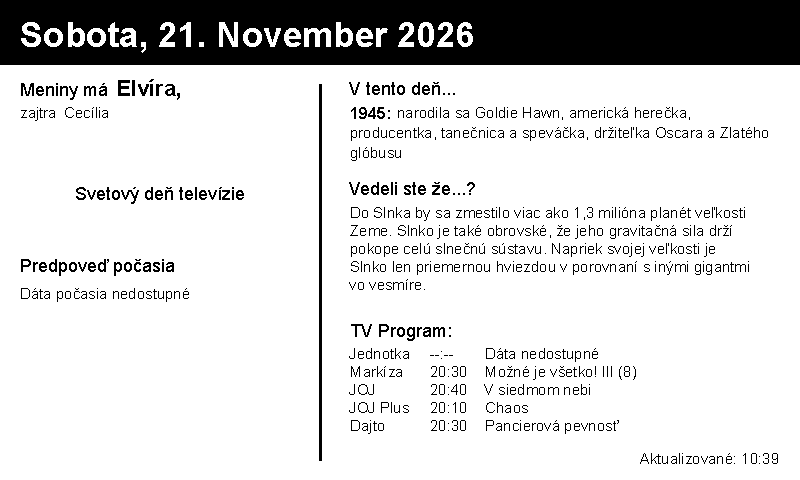 Sobota, 21. November 2026
Meniny má Elvíra,
zajtra Cecília
Svetový deň televízie
Predpoveď počasia
Dáta počasia nedostupné
V tento deň...
1945: narodila sa Goldie Hawn, americká herečka,
producentka, tanečnica a speváčka, držiteľka Oscara a Zlatého
glóbusu
Vedeli ste že...?
Do Slnka by sa zmestilo viac ako 1,3 milióna planét veľkosti
Zeme. Slnko je také obrovské, že jeho gravitačná sila drží
pokope celú slnečnú sústavu. Napriek svojej veľkosti je
Slnko len priemernou hviezdou v porovnaní s inými gigantmi
vo vesmíre.
TV Program:
Jednotka --:-- Dáta nedostupné
Markíza 20:30 Možné je všetko! III (8)
JOJ 20:40 V siedmom nebi
JOJ Plus 20:10 Chaos
Dajto 20:30 Pancierová pevnosť
Aktualizované: 10:39